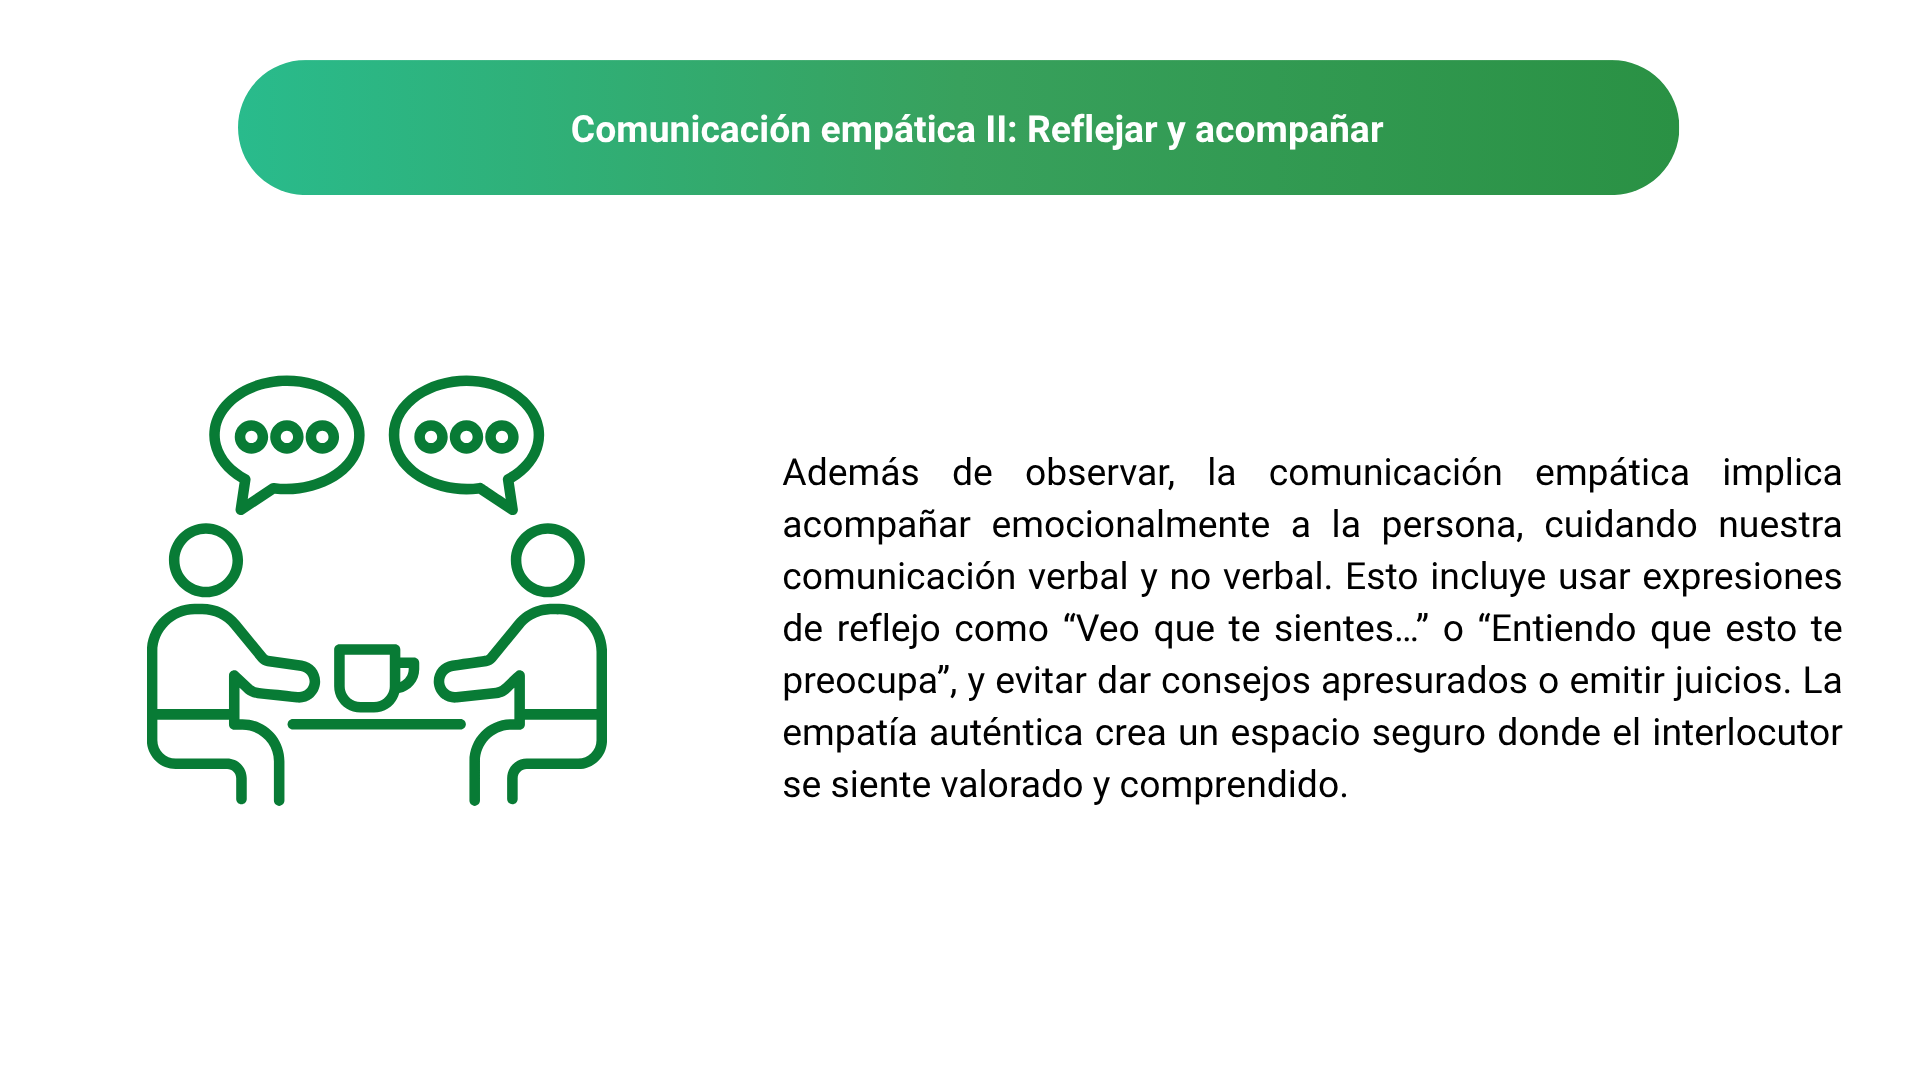 Comunicación empática II: Reflejar y acompañar
Además de observar, la comunicación empática implica
acompañar emocionalmente a la persona, cuidando nuestra
comunicación verbal y no verbal. Esto incluye usar expresiones
de reflejo como “Veo que te sientes…” o “Entiendo que esto te
preocupa”, y evitar dar consejos apresurados o emitir juicios. La
empatía auténtica crea un espacio seguro donde el interlocutor
se siente valorado y comprendido.